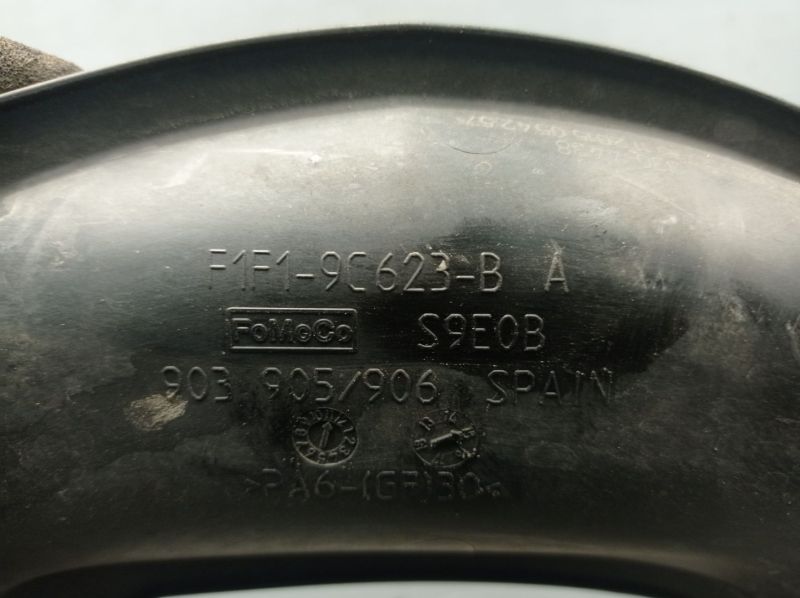 F1F1-9C623-B A
FoMoCo S9E0B
903 905/906 SPAIN
>PA6-(GF)30<